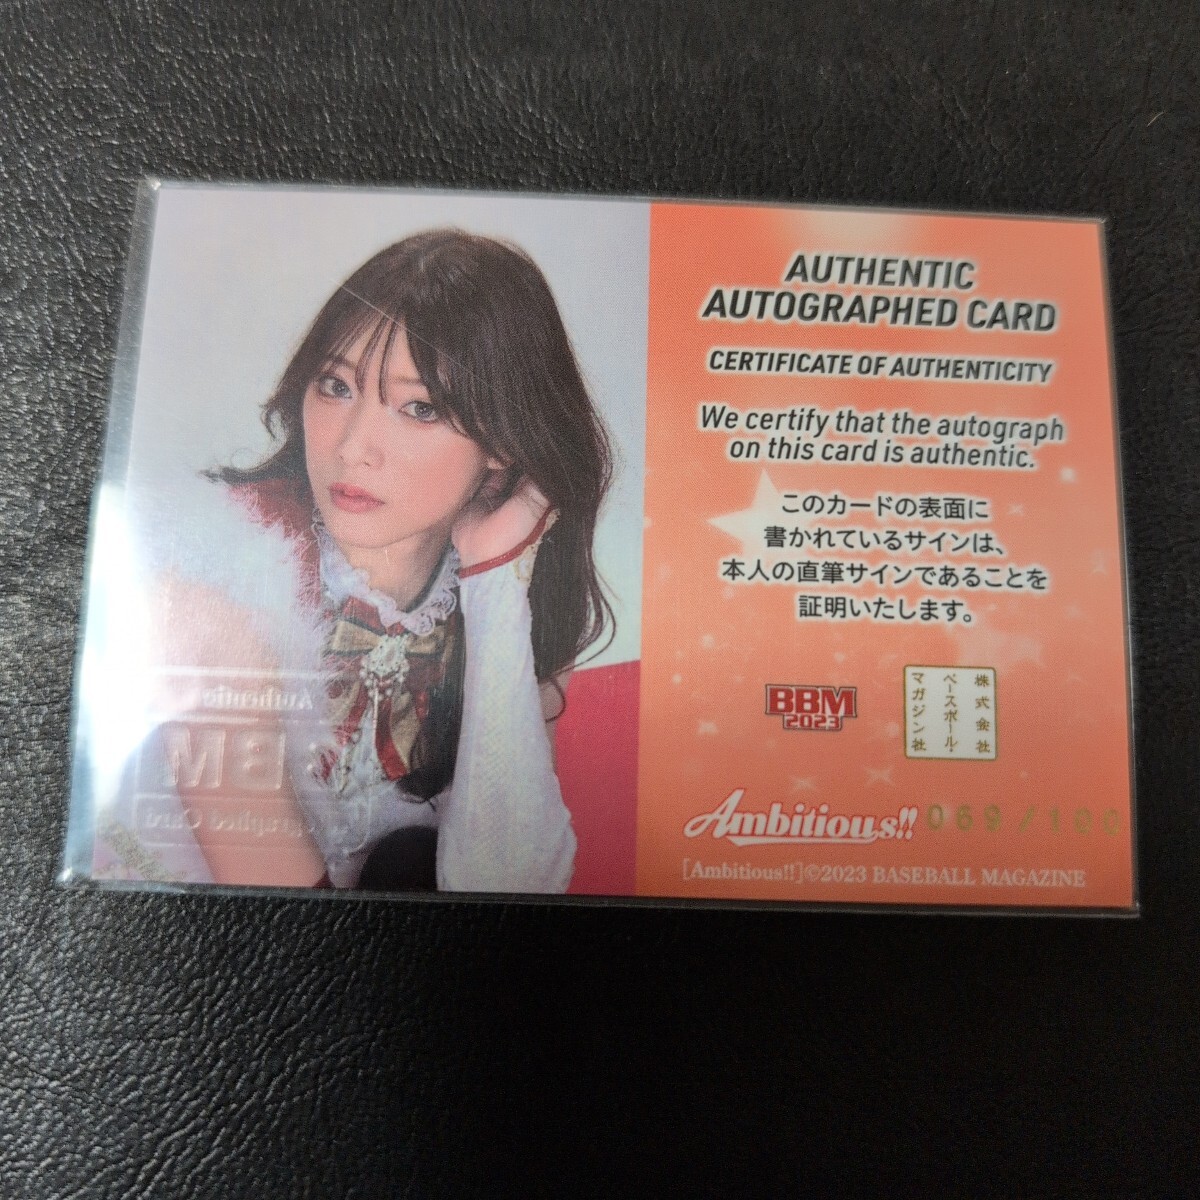 AUTHENTIC
AUTOGRAPHED CARD
CERTIFICATE OF AUTHENTICITY
We certify that the autograph
on this card is authentic.
このカードの表面に
書かれているサインは、
本人の直筆サインであることを
証明いたします。
BBM
2023
株式会社
ベースボール・
マガジン社
Ambitious!! 069/100
[Ambitious!!]©2023 BASEBALL MAGAZINE
Authentic
BBM
Autographed Card